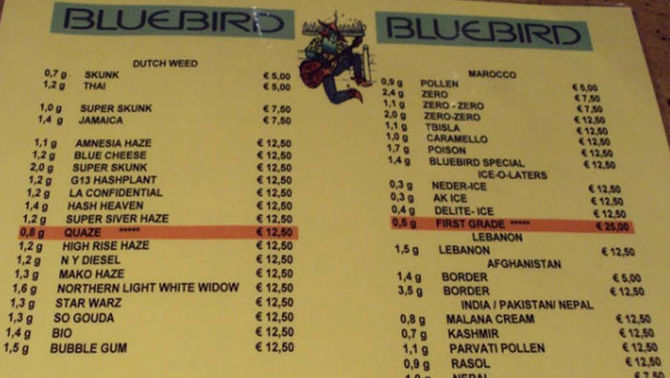 BLUEBIRD
DUTCH WEED
0,7 g SKUNK € 5,00
1,2 g THAI € 5,00
1,0 g SUPER SKUNK € 7,50
1,4 g JAMAICA € 7,50
1,1 g AMNESIA HAZE € 12,50
1,2 g BLUE CHEESE € 12,50
2,0 g SUPER SKUNK € 12,50
1,2 g G13 HASHPLANT € 12,50
1,2 g LA CONFIDENTIAL € 12,50
1,4 g HASH HEAVEN € 12,50
1,2 g SUPER SIVER HAZE € 12,50
0,8 g QUAZE ***** € 12,50
1,2 g HIGH RISE HAZE € 12,50
1,2 g N Y DIESEL € 12,50
1,3 g MAKO HAZE € 12,50
1,6 g NORTHERN LIGHT WHITE WIDOW € 12,50
1,3 g STAR WARZ € 12,50
1,3 g SO GOUDA € 12,50
1,4 g BIO € 12,50
1,5 g BUBBLE GUM € 12,50
BLUEBIRD
MAROCCO
0,9 g POLLEN € 5,00
2,4 g ZERO € 7,50
1,1 g ZERO - ZERO € 7,50
2,0 g ZERO-ZERO € 12,50
1,1 g TBISLA € 12,50
1,0 g CARAMELLO € 12,50
1,7 g POISON € 12,50
1,4 g BLUEBIRD SPECIAL € 12,50
ICE-O-LATERS
0,3 g NEDER-ICE € 12,50
0,3 g AK ICE € 12,50
0,4 g DELITE- ICE € 12,50
0,5 g FIRST GRADE ***** € 25,00
LEBANON
1,5 g LEBANON € 12,50
AFGHANISTAN
1,4 g BORDER € 5,00
3,5 g BORDER € 12,50
INDIA / PAKISTAN/ NEPAL
0,8 g MALANA CREAM € 12,50
0,7 g KASHMIR € 12,50
1,1 g PARVATI POLLEN € 12,50
0,9 g RASOL € 12,50
NEPAL € 7,50